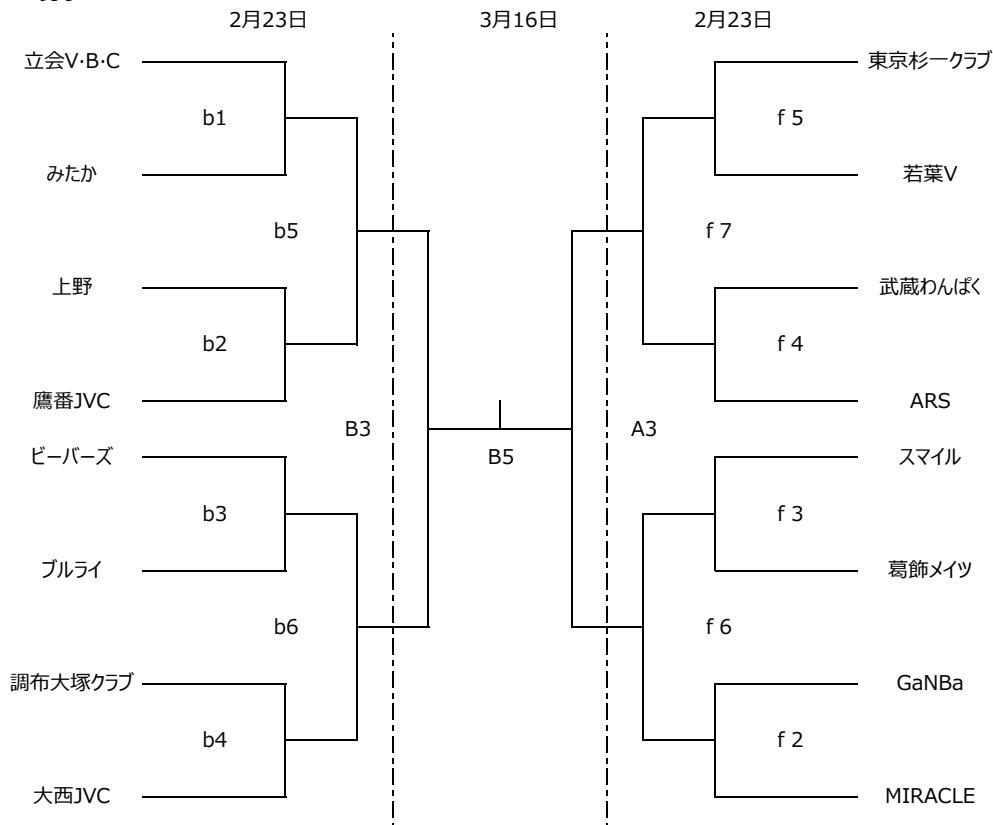 2月23日 3月16日 2月23日
立会V･B･C 東京杉一クラブ
b1 f 5
みたか 若葉V
b5 f 7
上野 武蔵わんぱく
b2 f 4
鷹番JVC ARS
B3 A3
ビーバーズ B5 スマイル
b3 f 3
ブルライ 葛飾メイツ
b6 f 6
調布大塚クラブ GaNBa
b4 f 2
大西JVC MIRACLE